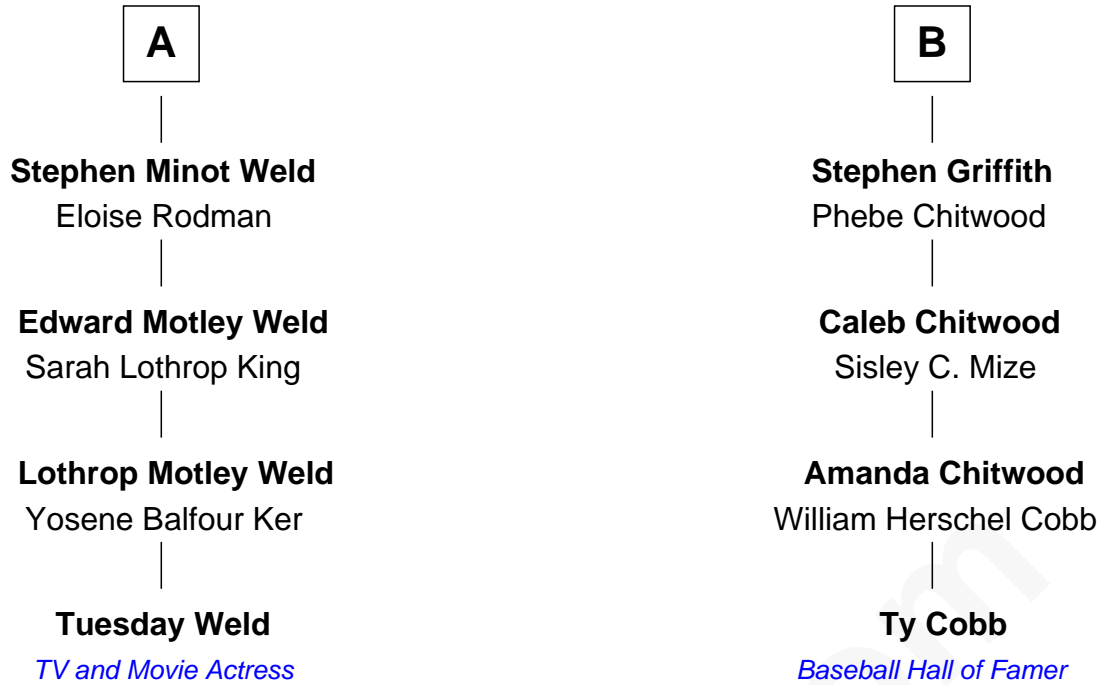 A
Stephen Minot Weld
Eloise Rodman
Edward Motley Weld
Sarah Lothrop King
Lothrop Motley Weld
Yosene Balfour Ker
Tuesday Weld
TV and Movie Actress
B
Stephen Griffith
Phebe Chitwood
Caleb Chitwood
Sisley C. Mize
Amanda Chitwood
William Herschel Cobb
Ty Cobb
Baseball Hall of Famer